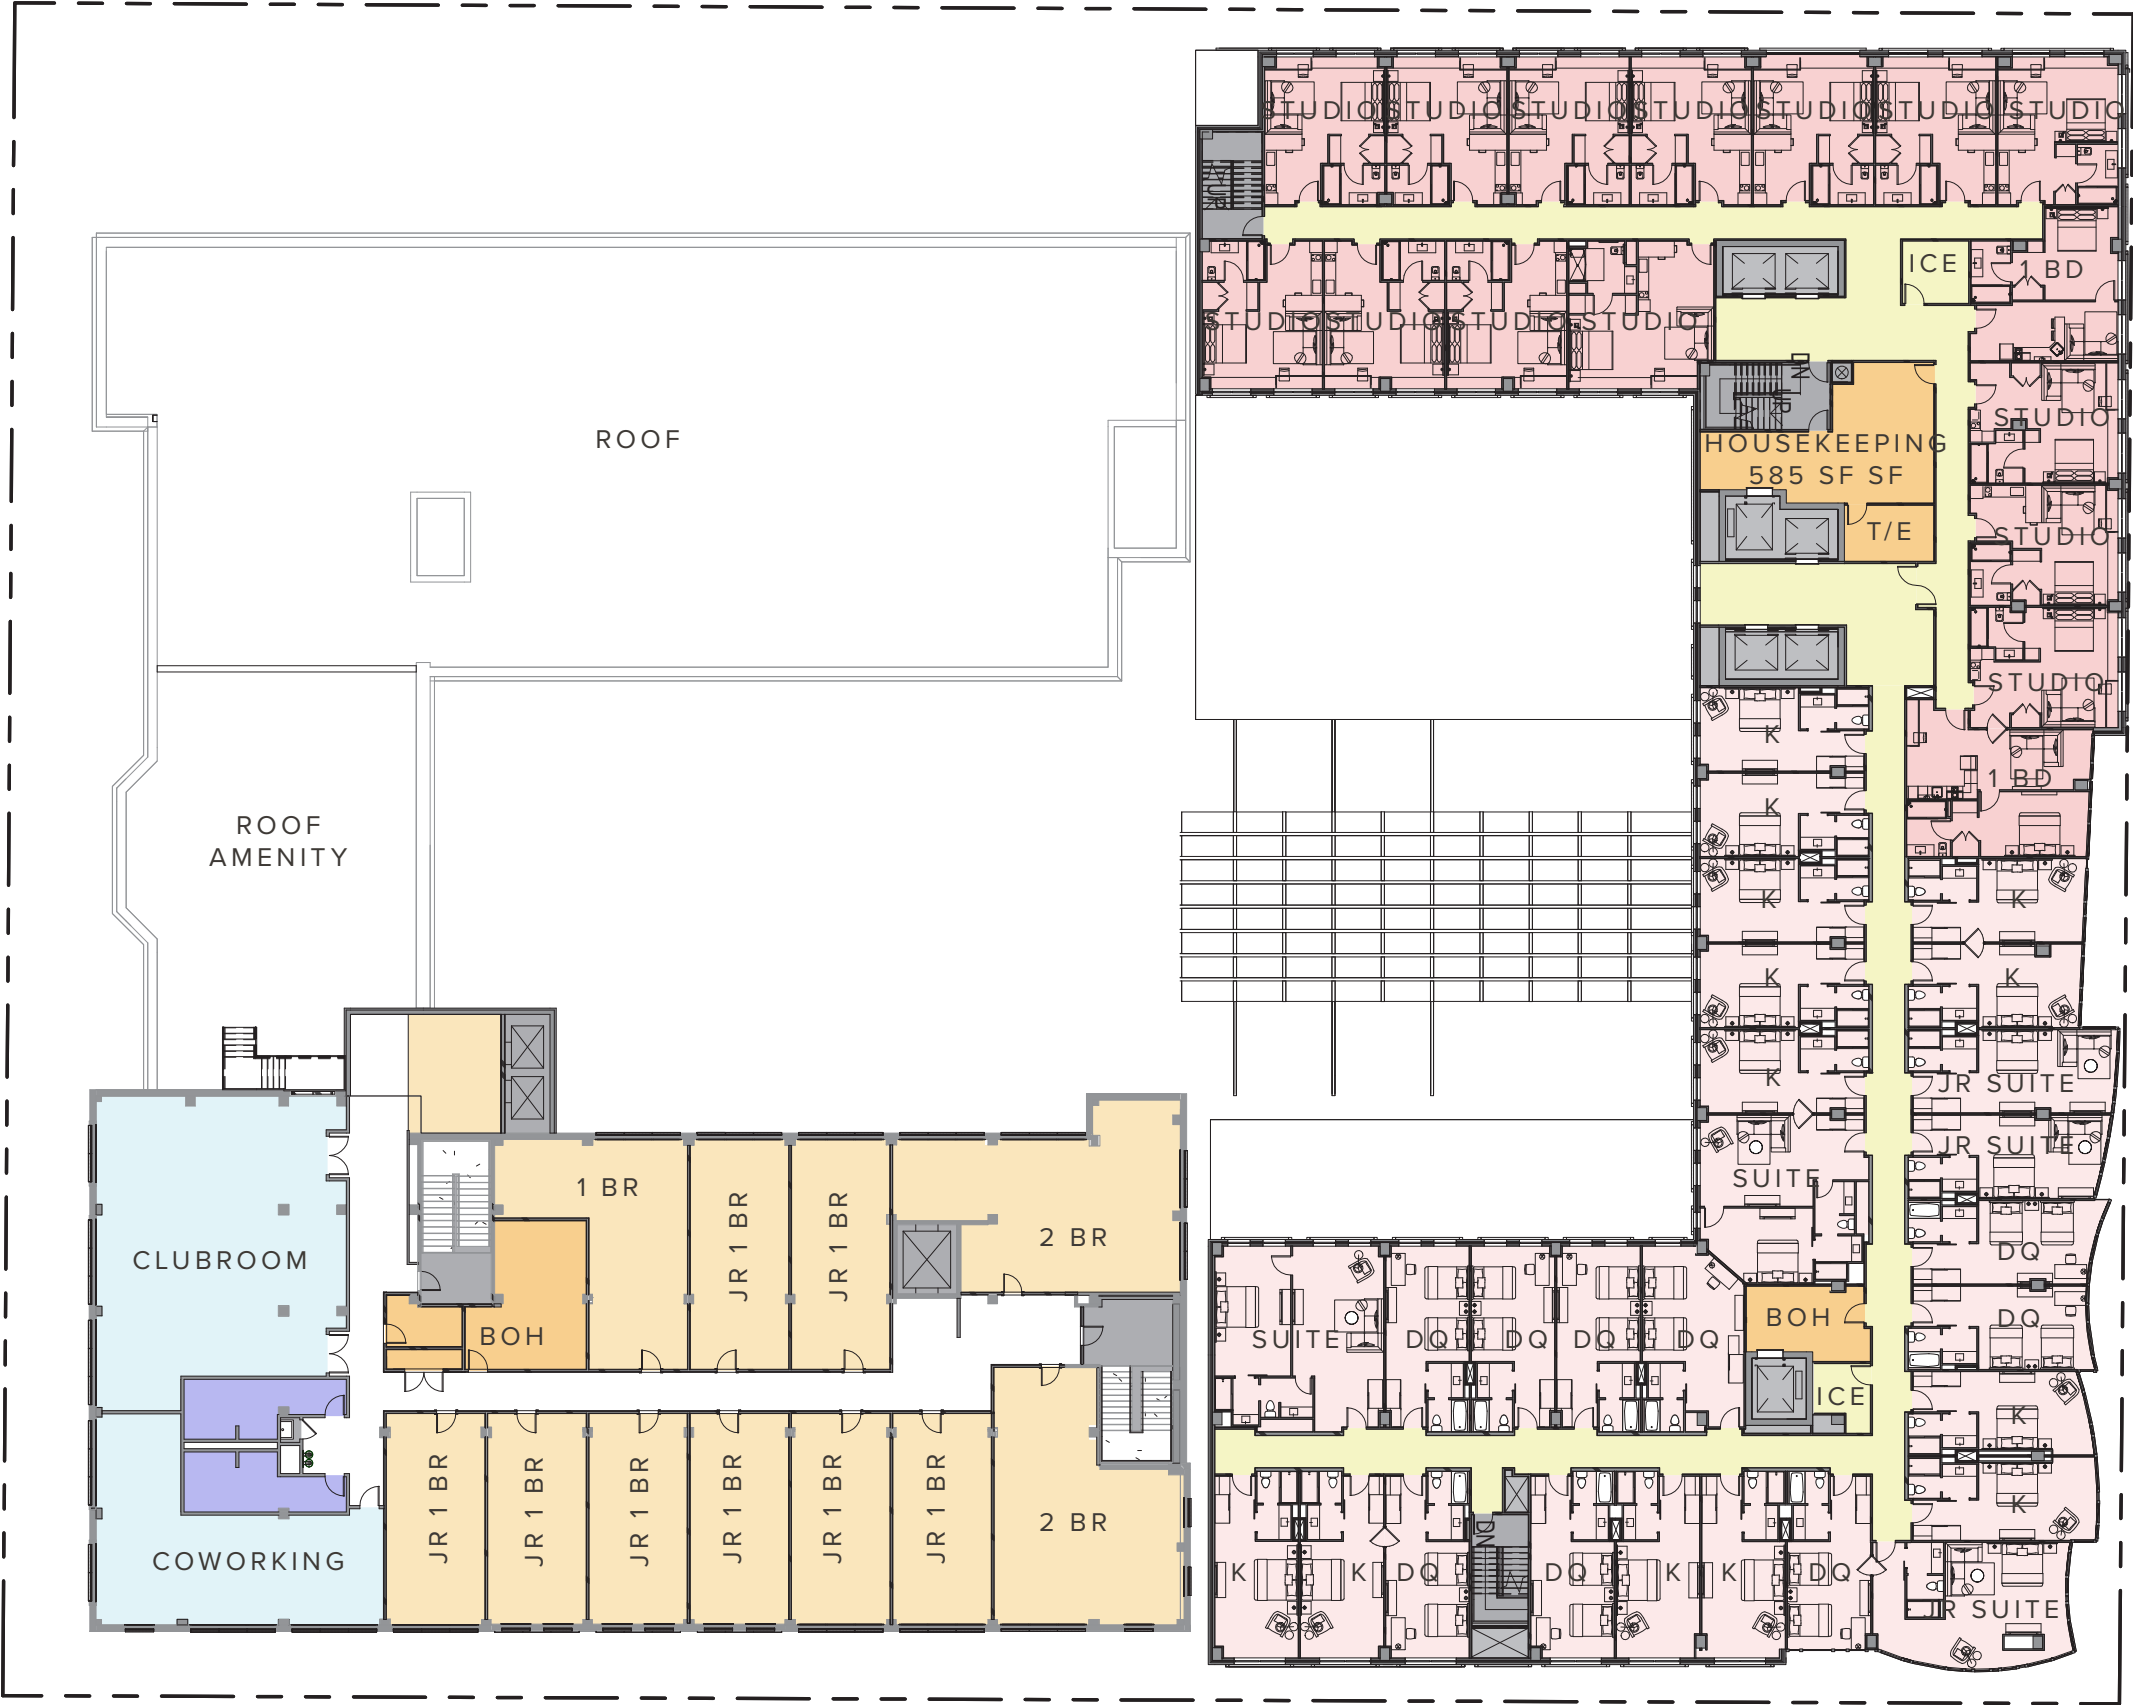 STUDIO STUDIO STUDIO STUDIO STUDIO STUDIO STUDIO
UP
ICE
1 BD
STUDIO STUDIO STUDIO STUDIO
DN
UP
STUDIO
ROOF
HOUSEKEEPING
585 SF SF
T/E
STUDIO
STUDIO
K
1 BD
K
ROOF
AMENITY
K
K
K
K
K
JR SUITE
JR SUITE
SUITE
1 BR
JR 1 BR
JR 1 BR
2 BR
CLUBROOM
DQ
DQ
BOH
BOH
SUITE
DQ
DQ
DQ
DQ
ICE
K
K
JR 1 BR
JR 1 BR
JR 1 BR
JR 1 BR
JR 1 BR
JR 1 BR
2 BR
DN
COWORKING
K
K
DQ
DQ
K
K
DQ
JR SUITE